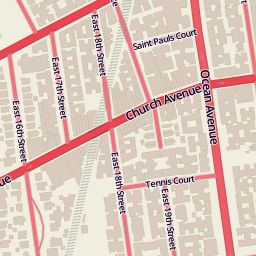 East 18th Street
Saint Pauls Court
East 17th Street
Ocean Avenue
East 16th Street
Church Avenue
East 18th Street
Tennis Court
East 19th Street